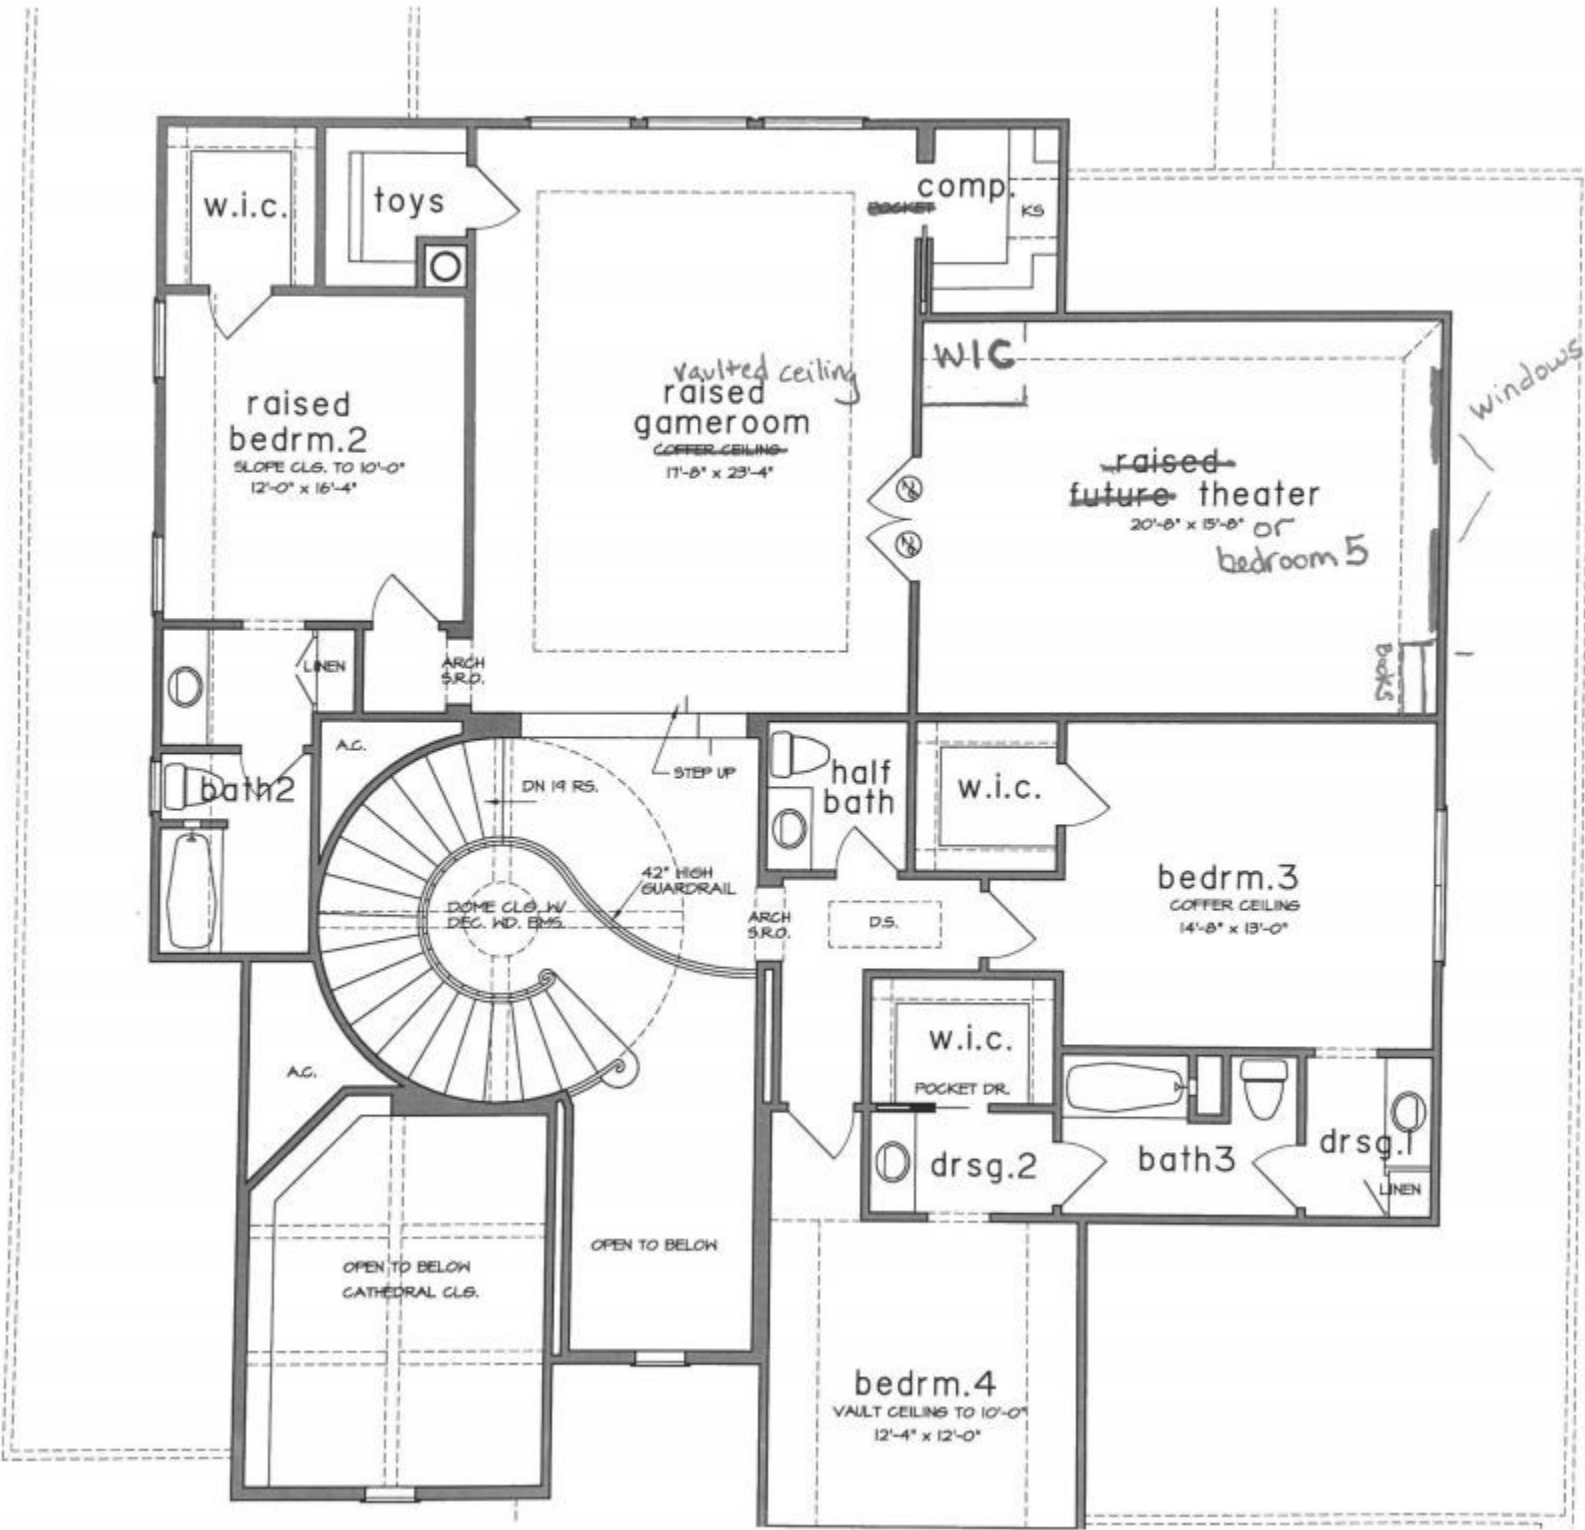 w.i.c.
toys
comp.
POCKET
KS
WIC
windows
vaulted ceiling
raised
gameroom
COFFER CEILING
17'-8" x 23'-4"
raised
bedrm.2
SLOPE CLG. TO 10'-0"
12'-0" x 16'-4"
raised
future theater
20'-8" x 15'-8" or
bedroom 5
Books
LINEN
ARCH
S.R.O.
A.C.
bath2
DN 19 RS.
STEP UP
half
bath
w.i.c.
42" HIGH
GUARDRAIL
DOME CLG. W/
DEC. WD. BMS.
ARCH
S.R.O.
D.S.
bedrm.3
COFFER CEILING
14'-8" x 13'-0"
w.i.c.
POCKET DR.
A.C.
drsg.2
bath3
drsg.1
LINEN
OPEN TO BELOW
OPEN TO BELOW
CATHEDRAL CLG.
bedrm.4
VAULT CEILING TO 10'-0"
12'-4" x 12'-0"